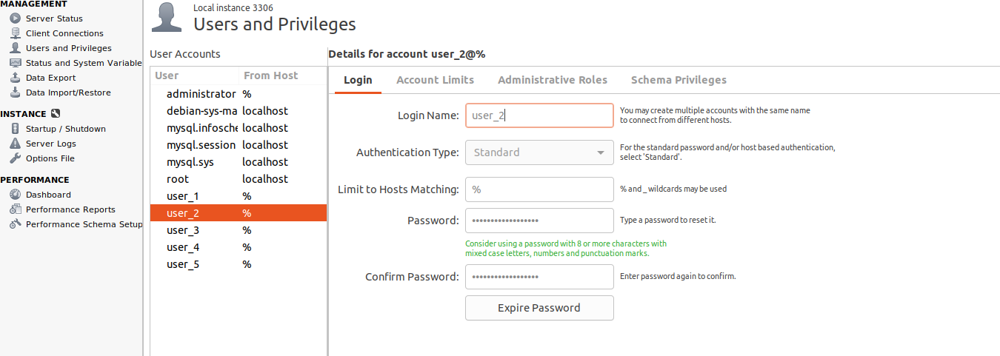 MANAGEMENT
Server Status
Client Connections
Users and Privileges
Status and System Variable
Data Export
Data Import/Restore
INSTANCE
Startup / Shutdown
Server Logs
Options File
PERFORMANCE
Dashboard
Performance Reports
Performance Schema Setup
Local instance 3306
Users and Privileges
User Accounts
User From Host
administrator %
debian-sys-ma localhost
mysql.infosche localhost
mysql.session localhost
mysql.sys localhost
root localhost
user_1 %
user_2 %
user_3 %
user_4 %
user_5 %
Details for account user_2@%
Login Account Limits Administrative Roles Schema Privileges
Login Name: user_2
You may create multiple accounts with the same name
to connect from different hosts.
Authentication Type: Standard
For the standard password and/or host based authentication,
select 'Standard'.
Limit to Hosts Matching: % % and _ wildcards may be used
Password: •••••••••••••••••• Type a password to reset it.
Consider using a password with 8 or more characters with
mixed case letters, numbers and punctuation marks.
Confirm Password: •••••••••••••••••• Enter password again to confirm.
Expire Password